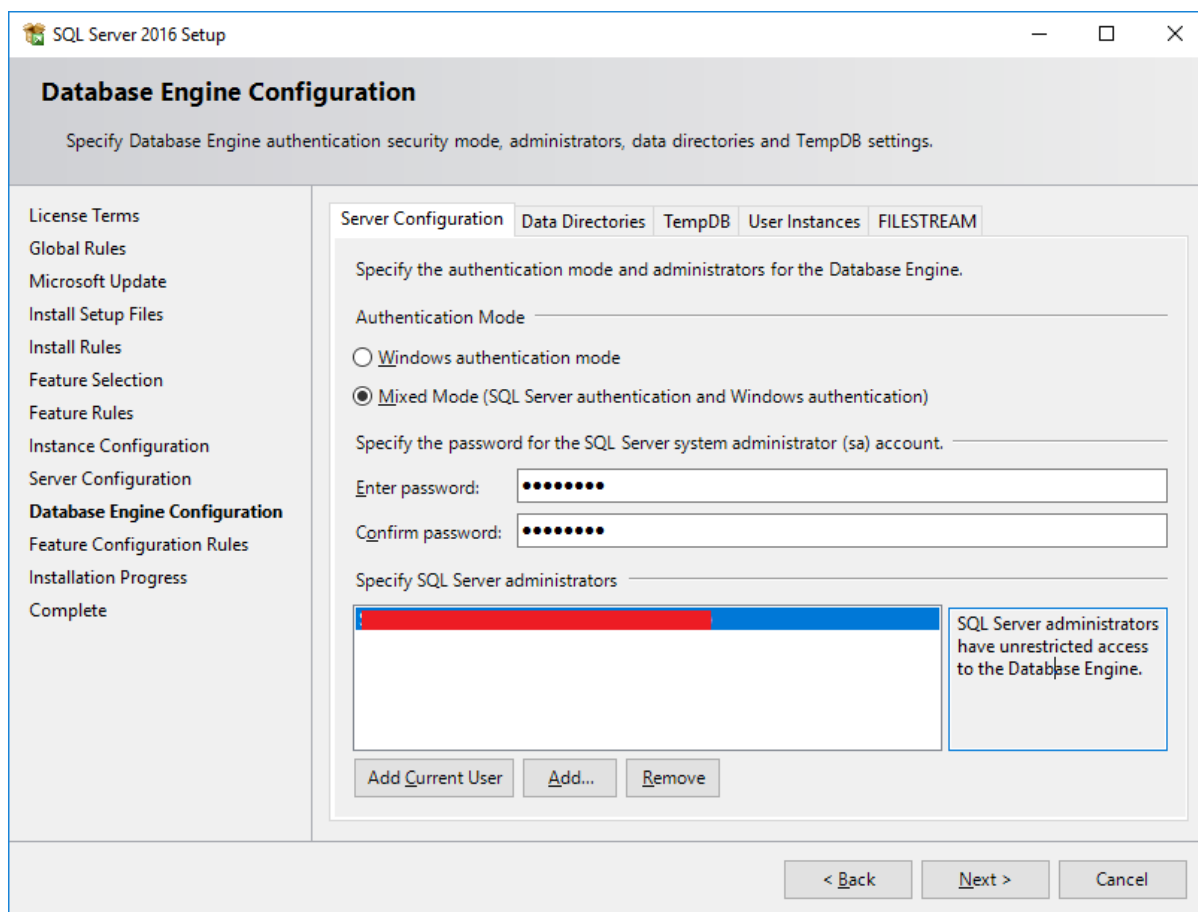 SQL Server 2016 Setup
Database Engine Configuration
Specify Database Engine authentication security mode, administrators, data directories and TempDB settings.
License Terms
Global Rules
Microsoft Update
Install Setup Files
Install Rules
Feature Selection
Feature Rules
Instance Configuration
Server Configuration
Database Engine Configuration
Feature Configuration Rules
Installation Progress
Complete
Server Configuration Data Directories TempDB User Instances FILESTREAM
Specify the authentication mode and administrators for the Database Engine.
Authentication Mode
Windows authentication mode
Mixed Mode (SQL Server authentication and Windows authentication)
Specify the password for the SQL Server system administrator (sa) account.
Enter password: ●●●●●●●●
Confirm password: ●●●●●●●●
Specify SQL Server administrators
SQL Server administrators
have unrestricted access
to the Database Engine.
Add Current User Add... Remove
< Back Next > Cancel